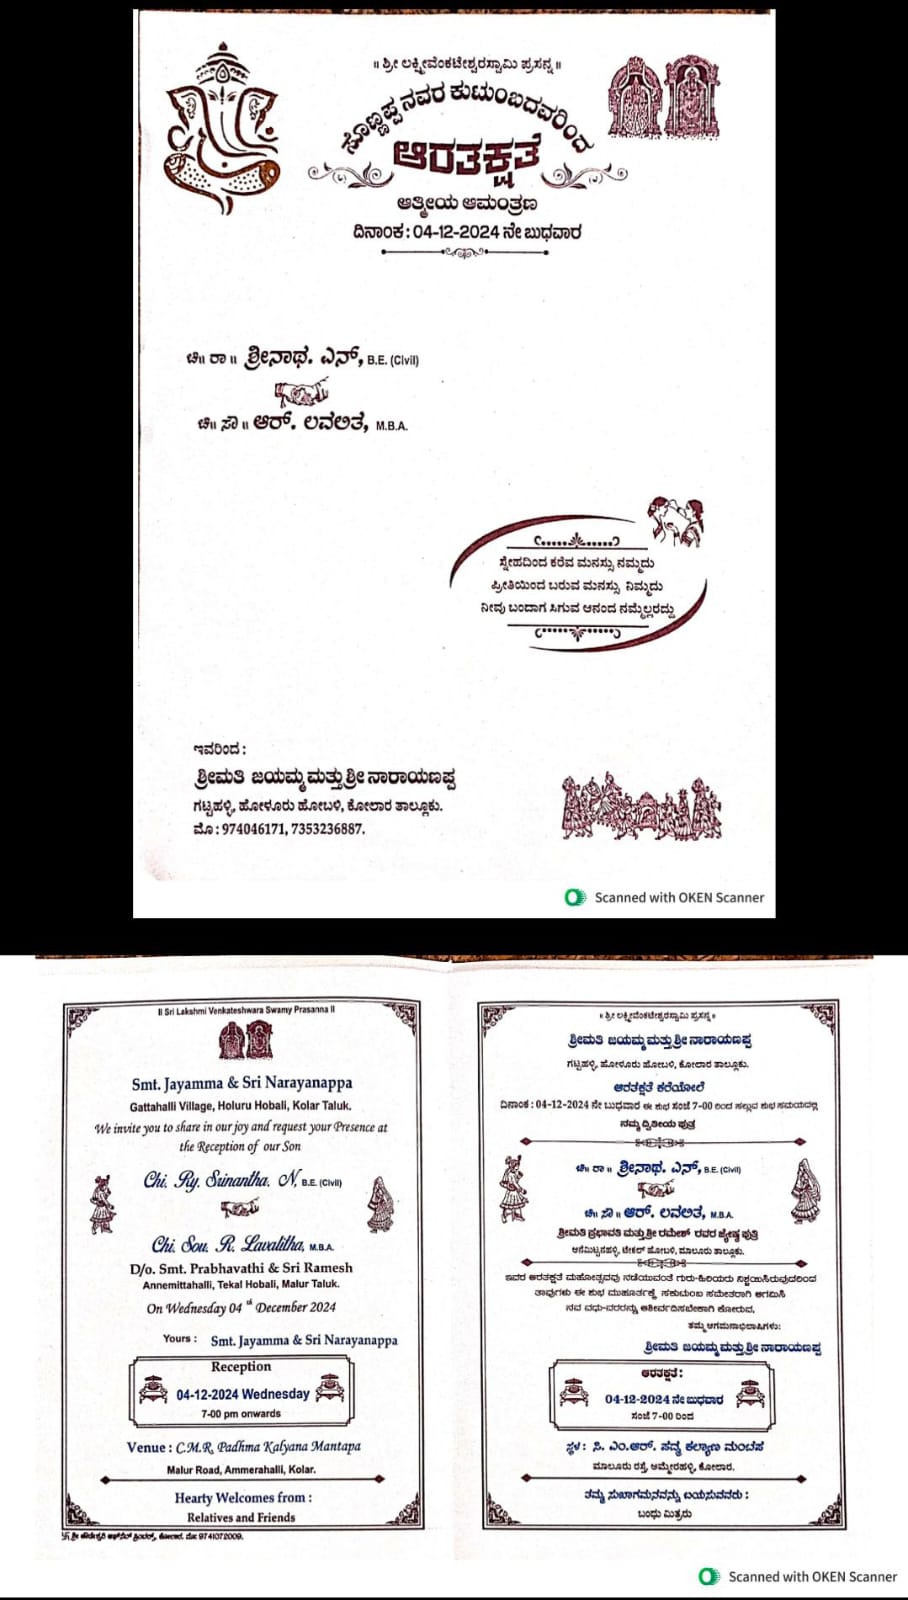 ॥ ಶ್ರೀ ಲಕ್ಷ್ಮೀವೆಂಕಟೇಶ್ವರಸ್ವಾಮಿ ಪ್ರಸನ್ನ ॥
ಸೊಣ್ಣಪ್ಪನವರ ಕುಟುಂಬದವರಿಂದ
ಆರತಕ್ಷತೆ
ಆತ್ಮೀಯ ಆಮಂತ್ರಣ
ದಿನಾಂಕ : 04-12-2024 ನೇ ಬುಧವಾರ
ಚಿ॥ ರಾ॥ ಶ್ರೀನಾಥ. ಎನ್, B.E. (Civil)
ಚಿ॥ ಸೌ॥ ಆರ್. ಲವಲಿತ, M.B.A.
ಸ್ನೇಹದಿಂದ ಕರೆವ ಮನಸ್ಸು ನಮ್ಮದು
ಪ್ರೀತಿಯಿಂದ ಬರುವ ಮನಸ್ಸು ನಿಮ್ಮದು
ನೀವು ಬಂದಾಗ ಸಿಗುವ ಆನಂದ ನಮ್ಮೆಲ್ಲರದ್ದು
ಇವರಿಂದ :
ಶ್ರೀಮತಿ ಜಯಮ್ಮ ಮತ್ತು ಶ್ರೀ ನಾರಾಯಣಪ್ಪ
ಗಟ್ಟಹಳ್ಳಿ, ಹೋಳೂರು ಹೋಬಳಿ, ಕೋಲಾರ ತಾಲ್ಲೂಕು.
ಮೊ : 974046171, 7353236887.
Scanned with OKEN Scanner
॥ Sri Lakshmi Venkateshwara Swamy Prasanna ॥
Smt. Jayamma & Sri Narayanappa
Gattahalli Village, Holuru Hobali, Kolar Taluk.
We invite you to share in our joy and request your Presence at
the Reception of our Son
Chi. Ry. Srinantha. N, B.E. (Civil)
Chi. Sou. R. Lavalitha, M.B.A.
D/o. Smt. Prabhavathi & Sri Ramesh
Annemittahalli, Tekal Hobali, Malur Taluk.
On Wednesday 04 th December 2024
Yours : Smt. Jayamma & Sri Narayanappa
Reception
04-12-2024 Wednesday
7-00 pm onwards
Venue : C.M.R. Padhma Kalyana Mantapa
Malur Road, Ammerahalli, Kolar.
Hearty Welcomes from :
Relatives and Friends
ಕೋಲಾರ. ಮೊ: 9741072009.
॥ ಶ್ರೀ ಲಕ್ಷ್ಮೀವೆಂಕಟೇಶ್ವರಸ್ವಾಮಿ ಪ್ರಸನ್ನ ॥
ಶ್ರೀಮತಿ ಜಯಮ್ಮ ಮತ್ತು ಶ್ರೀ ನಾರಾಯಣಪ್ಪ
ಗಟ್ಟಹಳ್ಳಿ, ಹೋಳೂರು ಹೋಬಳಿ, ಕೋಲಾರ ತಾಲ್ಲೂಕು.
ಆರತಕ್ಷತೆ ಕರೆಯೋಲೆ
ದಿನಾಂಕ : 04-12-2024 ನೇ ಬುಧವಾರ ಈ ಶುಭ ಸಂಜೆ 7-00 ರಿಂದ ಸಲ್ಲುವ ಶುಭ ಸಮಯದಲ್ಲಿ
ನಮ್ಮ ದ್ವಿತೀಯ ಪುತ್ರ
ಚಿ॥ ರಾ॥ ಶ್ರೀನಾಥ. ಎನ್, B.E. (Civil)
ಚಿ॥ ಸೌ॥ ಆರ್. ಲವಲಿತ, M.B.A.
ಶ್ರೀಮತಿ ಪ್ರಭಾವತಿ ಮತ್ತು ಶ್ರೀ ರಮೇಶ್ ರವರ ಜ್ಯೇಷ್ಠ ಪುತ್ರಿ
ಆನೆಮಿಟ್ಟನಹಳ್ಳಿ, ಟೇಕಲ್ ಹೋಬಳಿ, ಮಾಲೂರು ತಾಲ್ಲೂಕು.
ಇವರ ಆರತಕ್ಷತೆ ಮಹೋತ್ಸವವು ನಡೆಯುವಂತೆ ಗುರು-ಹಿರಿಯರು ನಿಶ್ಚಯಿಸಿರುವುದರಿಂದ
ತಾವುಗಳು ಈ ಶುಭ ಮುಹೂರ್ತಕ್ಕೆ ಸಕುಟುಂಬ ಸಮೇತರಾಗಿ ಆಗಮಿಸಿ
ನವ ವಧು-ವರರನ್ನು ಆಶೀರ್ವದಿಸಬೇಕಾಗಿ ಕೋರುವ,
ತಮ್ಮ ಆಗಮನಾಭಿಲಾಷಿಗಳು:
ಶ್ರೀಮತಿ ಜಯಮ್ಮ ಮತ್ತು ಶ್ರೀ ನಾರಾಯಣಪ್ಪ
ಆರತಕ್ಷತೆ :
04-12-2024 ನೇ ಬುಧವಾರ
ಸಂಜೆ 7-00 ರಿಂದ
ಸ್ಥಳ : ಸಿ. ಎಂ.ಆರ್. ಪದ್ಮ ಕಲ್ಯಾಣ ಮಂಟಪ
ಮಾಲೂರು ರಸ್ತೆ, ಅಮ್ಮೇರಹಳ್ಳಿ, ಕೋಲಾರ.
ತಮ್ಮ ಸುಖಾಗಮನವನ್ನು ಬಯಸುವವರು :
ಬಂಧು ಮಿತ್ರರು
Scanned with OKEN Scanner